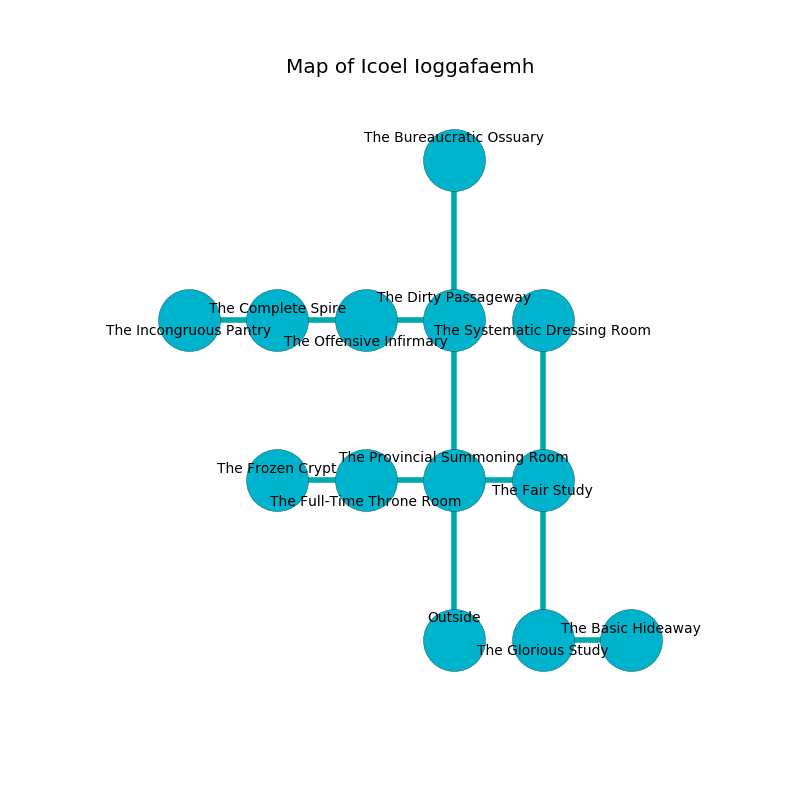 Map of Icoel Ioggafaemh
The Bureaucratic Ossuary
The Dirty Passageway
The Complete Spire
The Incongruous Pantry
The Systematic Dressing Room
The Offensive Infirmary
The Provincial Summoning Room
The Frozen Crypt
The Fair Study
The Full-Time Throne Room
Outside
The Basic Hideaway
The Glorious Study